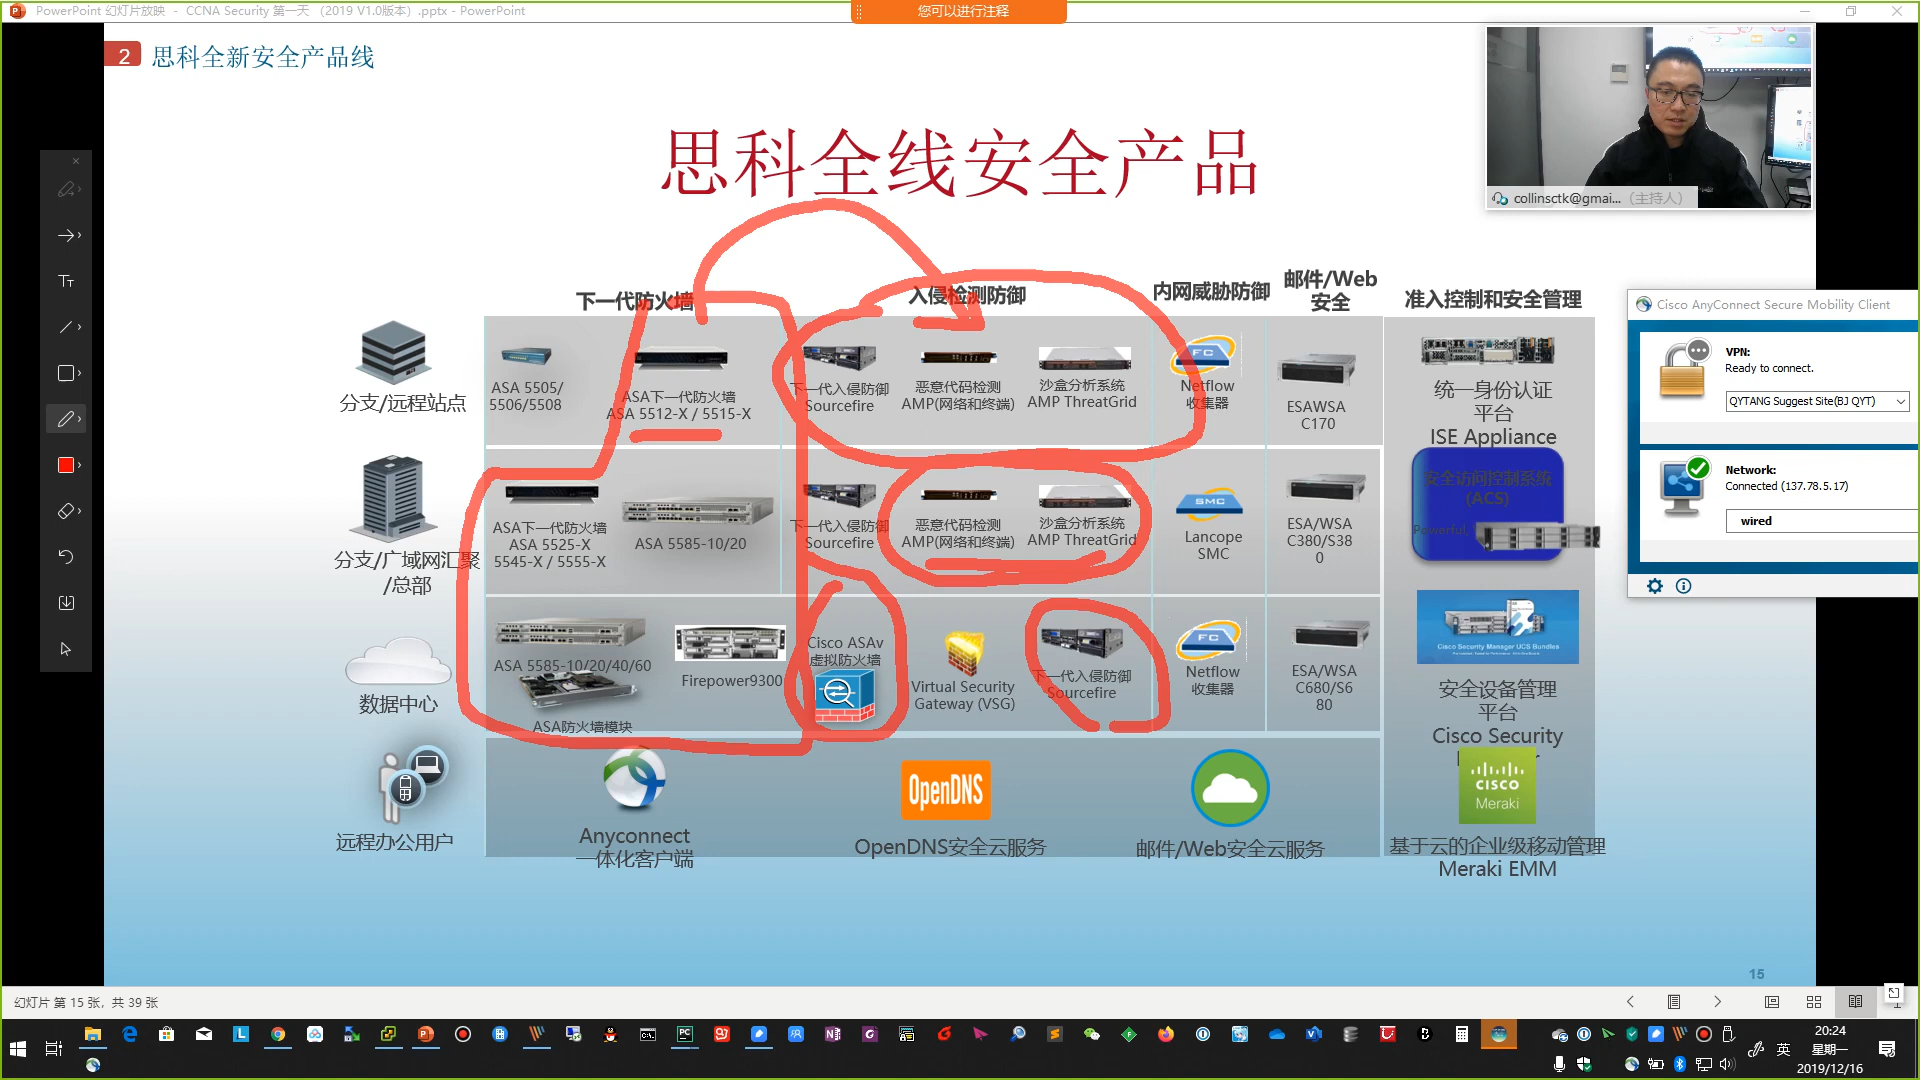 PowerPoint 幻灯片放映 - CCNA Security 第一天 （2019 V1.0版本）.pptx - PowerPoint
您可以进行注释
2 思科全新安全产品线
思科全线安全产品
collinsctk@gmai... （主持人）
下一代防火墙
入侵检测防御
内网威胁防御
邮件/Web
安全
准入控制和安全管理
分支/远程站点
ASA 5505/
5506/5508
ASA下一代防火墙
ASA 5512-X / 5515-X
下一代入侵防御
Sourcefire
恶意代码检测
AMP(网络和终端)
沙盒分析系统
AMP ThreatGrid
FC
Netflow
收集器
ESAWSA
C170
统一身份认证
平台
ISE Appliance
分支/广域网汇聚
/总部
ASA下一代防火墙
ASA 5525-X
5545-X / 5555-X
ASA 5585-10/20
下一代入侵防御
Sourcefire
恶意代码检测
AMP(网络和终端)
沙盒分析系统
AMP ThreatGrid
SMC
Lancope
SMC
ESA/WSA
C380/S38
0
安全访问控制系统
(ACS)
Powerful,
数据中心
ASA 5585-10/20/40/60
ASA防火墙模块
Firepower9300
Cisco ASAv
虚拟防火墙
Virtual Security
Gateway (VSG)
下一代入侵防御
Sourcefire
FC
Netflow
收集器
ESA/WSA
C680/S6
80
Cisco Security Manager UCS Bundles
安全设备管理
平台
Cisco Security
远程办公用户
Anyconnect
一体化客户端
OpenDNS
OpenDNS安全云服务
邮件/Web安全云服务
CISCO
Meraki
基于云的企业级移动管理
Meraki EMM
15
Cisco AnyConnect Secure Mobility Client
VPN:
Ready to connect.
QYTANG Suggest Site(BJ QYT)
Network:
Connected (137.78.5.17)
wired
幻灯片 第 15 张，共 39 张
英
20:24
星期一
2019/12/16